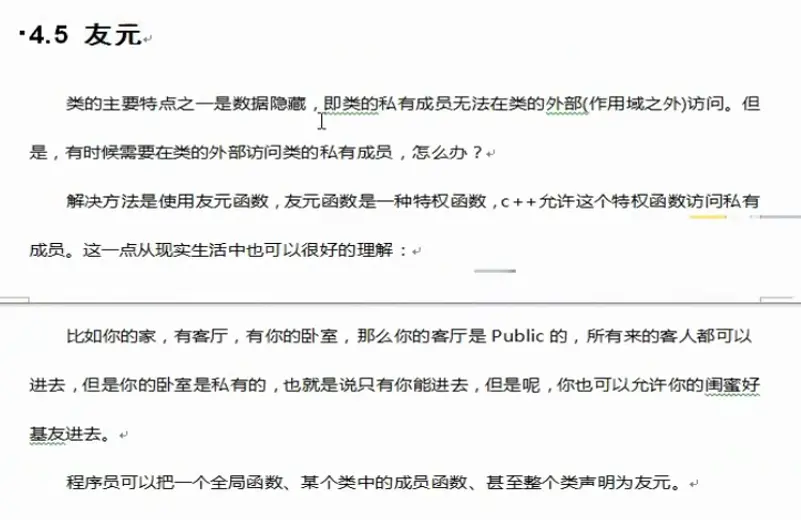 4.5 友元
类的主要特点之一是数据隐藏，即类的私有成员无法在类的外部(作用域之外)访问。但
是，有时候需要在类的外部访问类的私有成员，怎么办？
解决方法是使用友元函数，友元函数是一种特权函数，c++允许这个特权函数访问私有
成员。这一点从现实生活中也可以很好的理解：
比如你的家，有客厅，有你的卧室，那么你的客厅是 Public 的，所有来的客人都可以
进去，但是你的卧室是私有的，也就是说只有你能进去，但是呢，你也可以允许你的闺蜜好
基友进去。
程序员可以把一个全局函数、某个类中的成员函数、甚至整个类声明为友元。